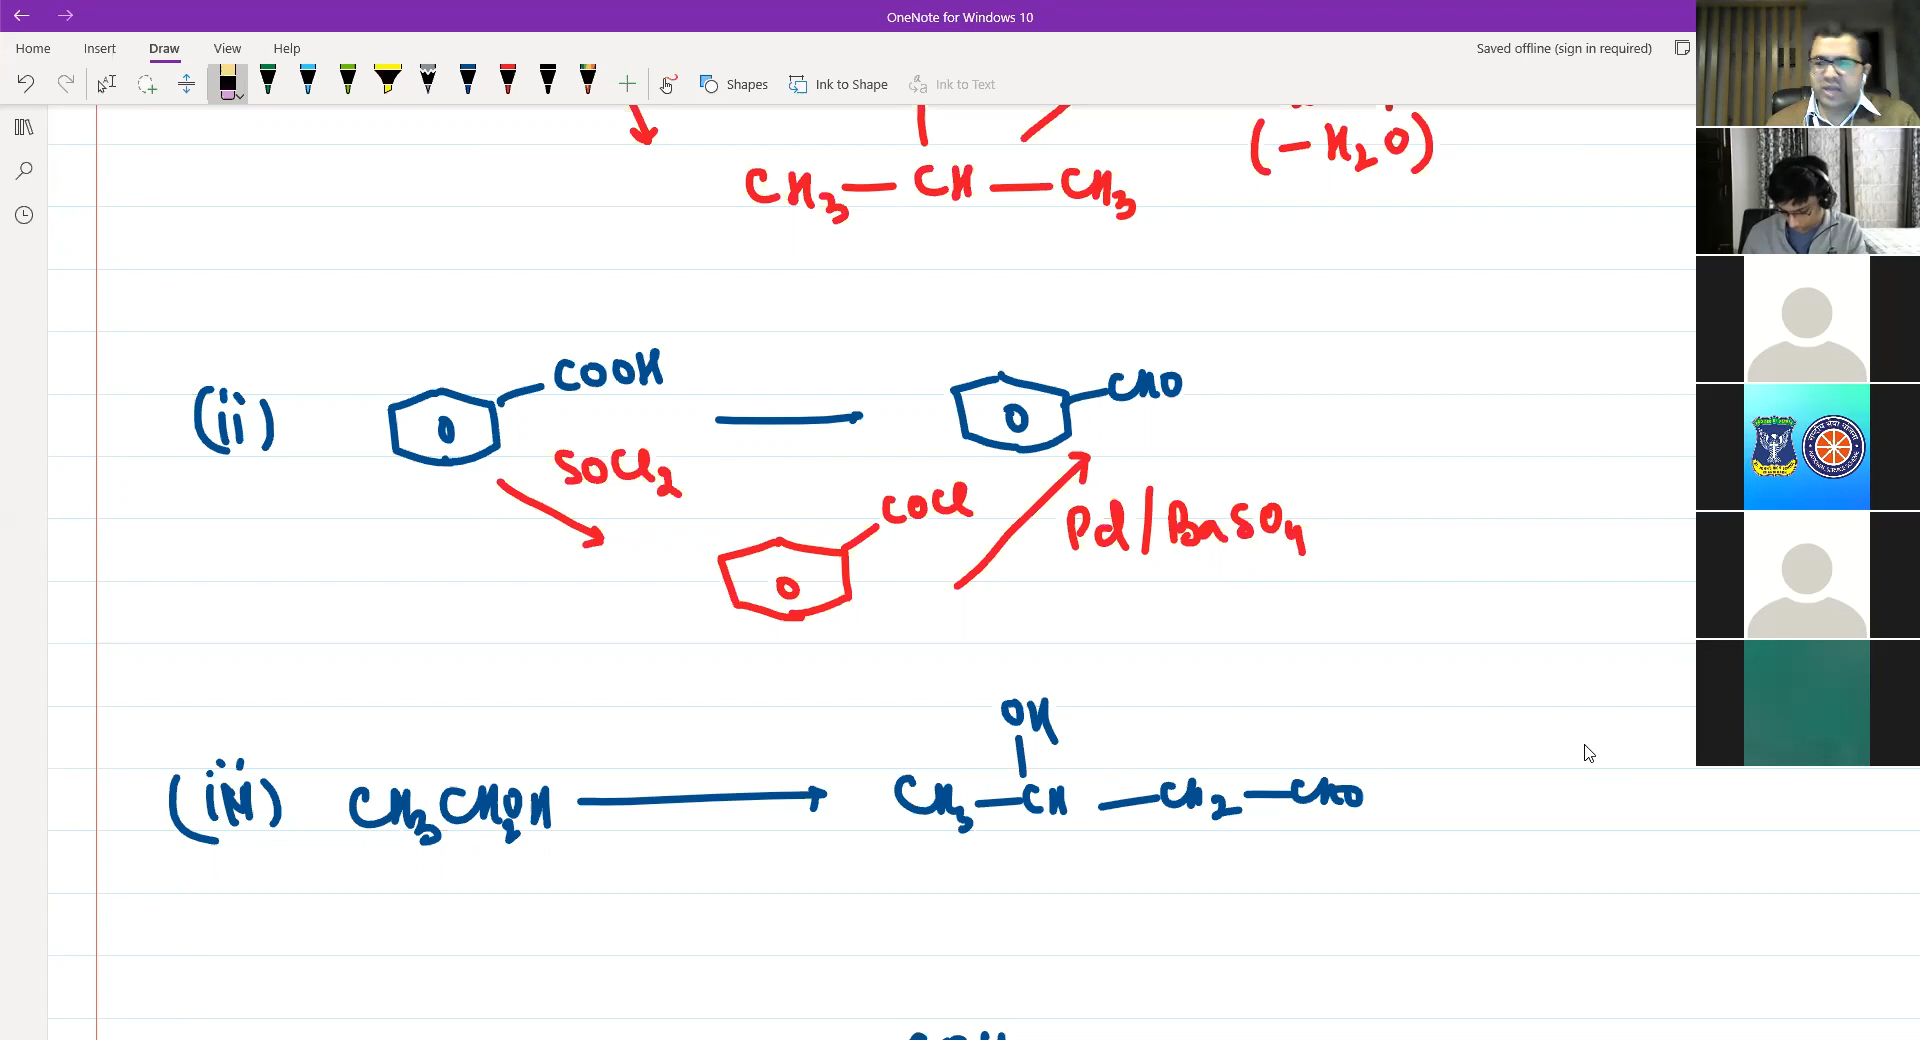 OneNote for Windows 10
Home Insert Draw View Help
Saved offline (sign in required)
Shapes Ink to Shape Ink to Text
(-H2O)
CH3-CH-CH3
(ii) COOH → CHO
SOCl2
COCl
Pd/BaSO4
OH
(iii) CH3CH2OH → CH3-CH-CH2-CHO